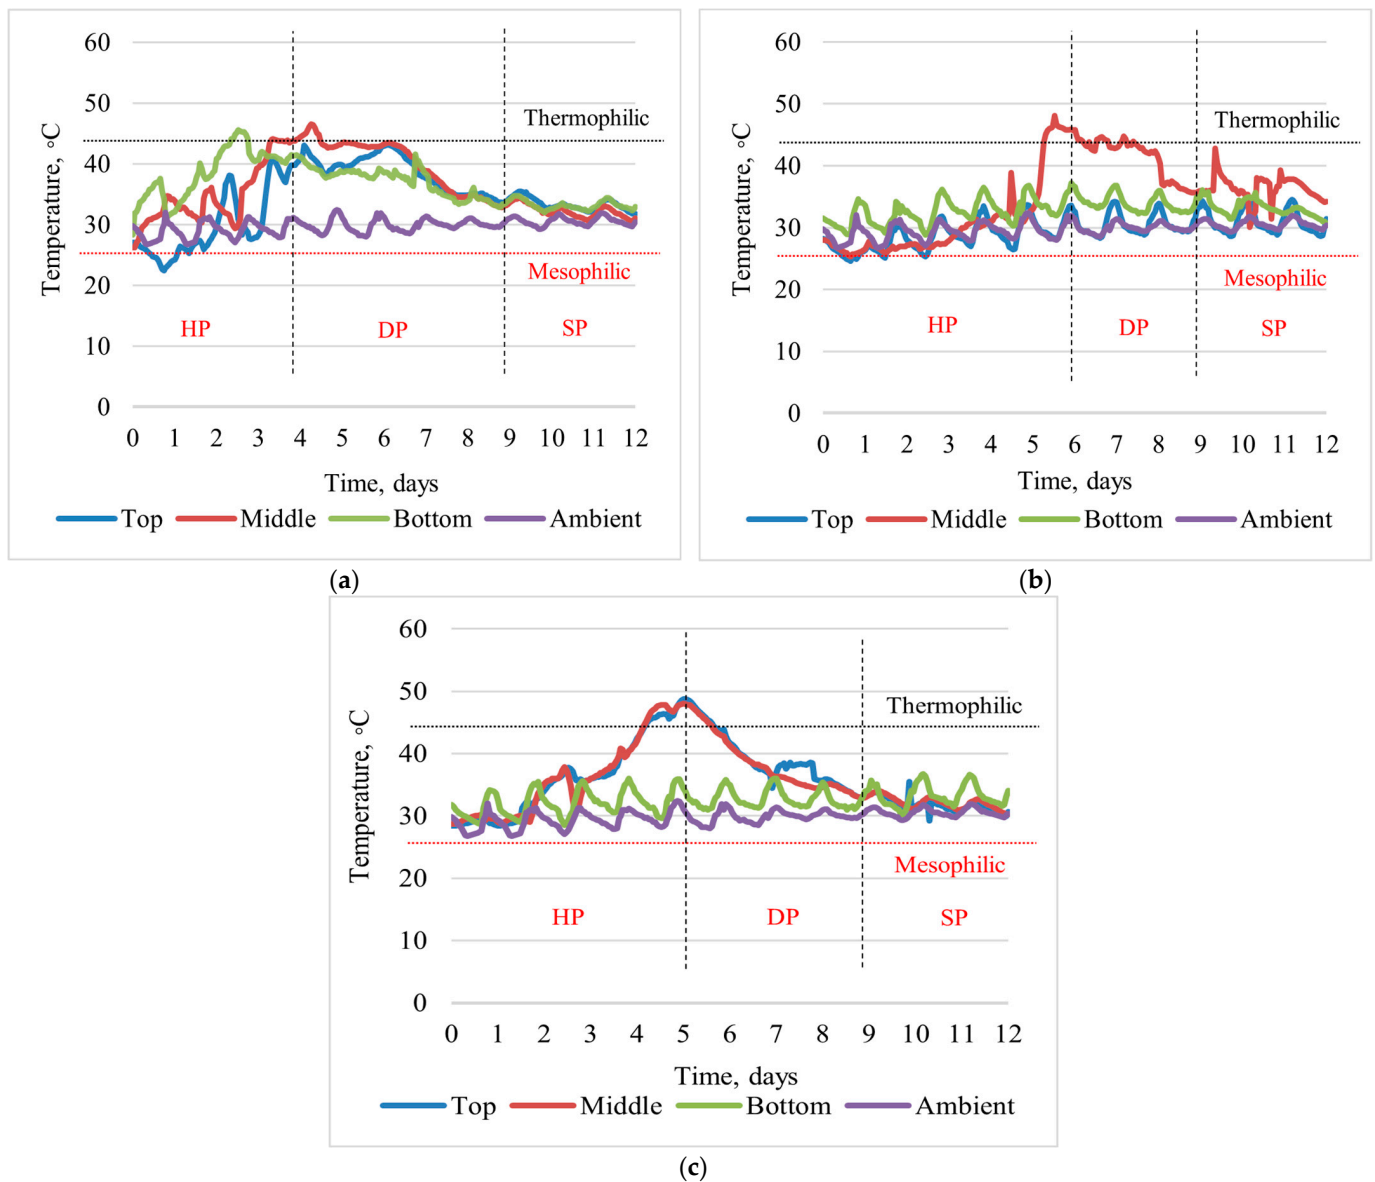 60
50
40
30
20
10
0
Temperature, °C
Thermophilic
Mesophilic
HP DP SP
0 1 2 3 4 5 6 7 8 9 10 11 12
Time, days
Top Middle Bottom Ambient
(a)
60
50
40
30
20
10
0
Temperature, °C
Thermophilic
Mesophilic
HP DP SP
0 1 2 3 4 5 6 7 8 9 10 11 12
Time, days
Top Middle Bottom Ambient
(b)
60
50
40
30
20
10
0
Temperature, °C
Thermophilic
Mesophilic
HP DP SP
0 1 2 3 4 5 6 7 8 9 10 11 12
Time, days
Top Middle Bottom Ambient
(c)